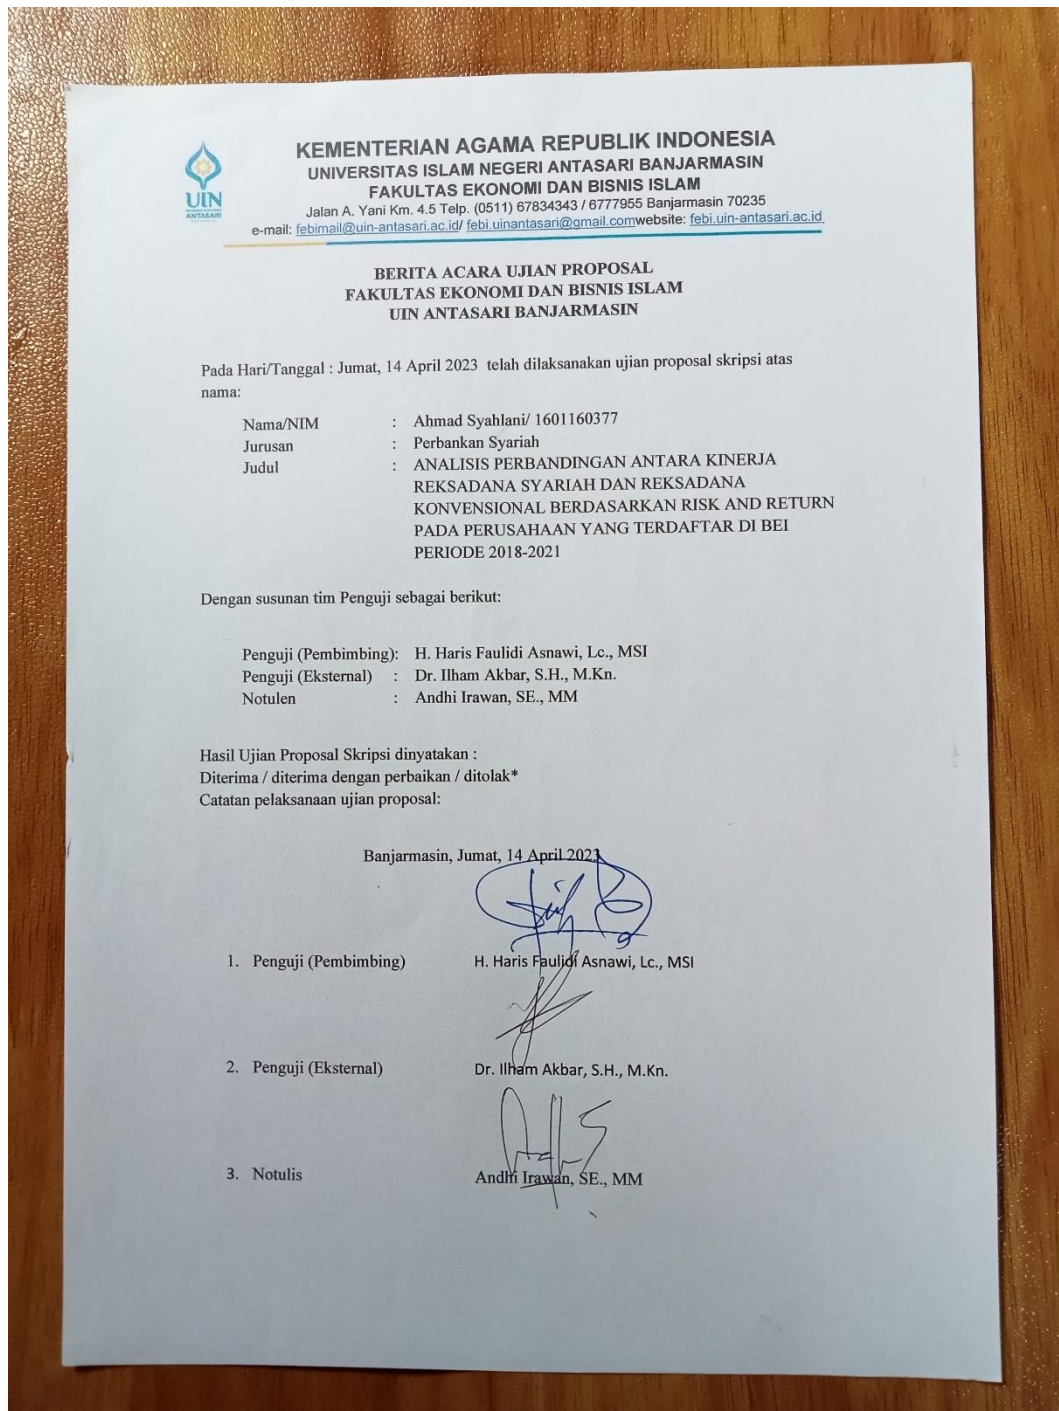 KEMENTERIAN AGAMA REPUBLIK INDONESIA
UNIVERSITAS ISLAM NEGERI ANTASARI BANJARMASIN
FAKULTAS EKONOMI DAN BISNIS ISLAM
Jalan A. Yani Km. 4.5 Telp. (0511) 67834343 / 6777955 Banjarmasin 70235
e-mail: febimail@uin-antasari.ac.id/ febi.uinantasari@gmail.comwebsite: febi.uin-antasari.ac.id
UIN
ANTASARI
BERITA ACARA UJIAN PROPOSAL
FAKULTAS EKONOMI DAN BISNIS ISLAM
UIN ANTASARI BANJARMASIN
Pada Hari/Tanggal : Jumat, 14 April 2023 telah dilaksanakan ujian proposal skripsi atas
nama:
Nama/NIM : Ahmad Syahlani/ 1601160377
Jurusan : Perbankan Syariah
Judul : ANALISIS PERBANDINGAN ANTARA KINERJA
REKSADANA SYARIAH DAN REKSADANA
KONVENSIONAL BERDASARKAN RISK AND RETURN
PADA PERUSAHAAN YANG TERDAFTAR DI BEI
PERIODE 2018-2021
Dengan susunan tim Penguji sebagai berikut:
Penguji (Pembimbing): H. Haris Faulidi Asnawi, Lc., MSI
Penguji (Eksternal) : Dr. Ilham Akbar, S.H., M.Kn.
Notulen : Andhi Irawan, SE., MM
Hasil Ujian Proposal Skripsi dinyatakan :
Diterima / diterima dengan perbaikan / ditolak*
Catatan pelaksanaan ujian proposal:
Banjarmasin, Jumat, 14 April 2023
1. Penguji (Pembimbing) H. Haris Faulidi Asnawi, Lc., MSI
2. Penguji (Eksternal) Dr. Ilham Akbar, S.H., M.Kn.
3. Notulis Andhi Irawan, SE., MM